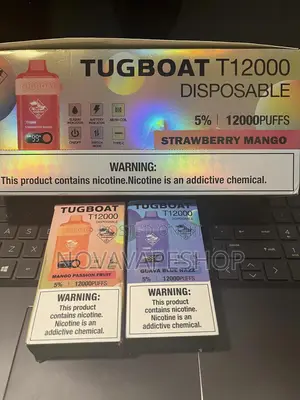 TUGBOAT T12000
DISPOSABLE
5% | 12000PUFFS
STRAWBERRY MANGO
WARNING:
This product contains nicotine.Nicotine is an addictive chemical.
TUGBOAT
T12000
MANGO PASSION FRUIT
5% | 12000PUFFS
WARNING:
This product contains nicotine.
Nicotine is an addictive chemical.
TUGBOAT
T12000
GUAVA BLUE RAZZ
5% | 12000PUFFS
WARNING:
This product contains nicotine.
Nicotine is an addictive chemical.